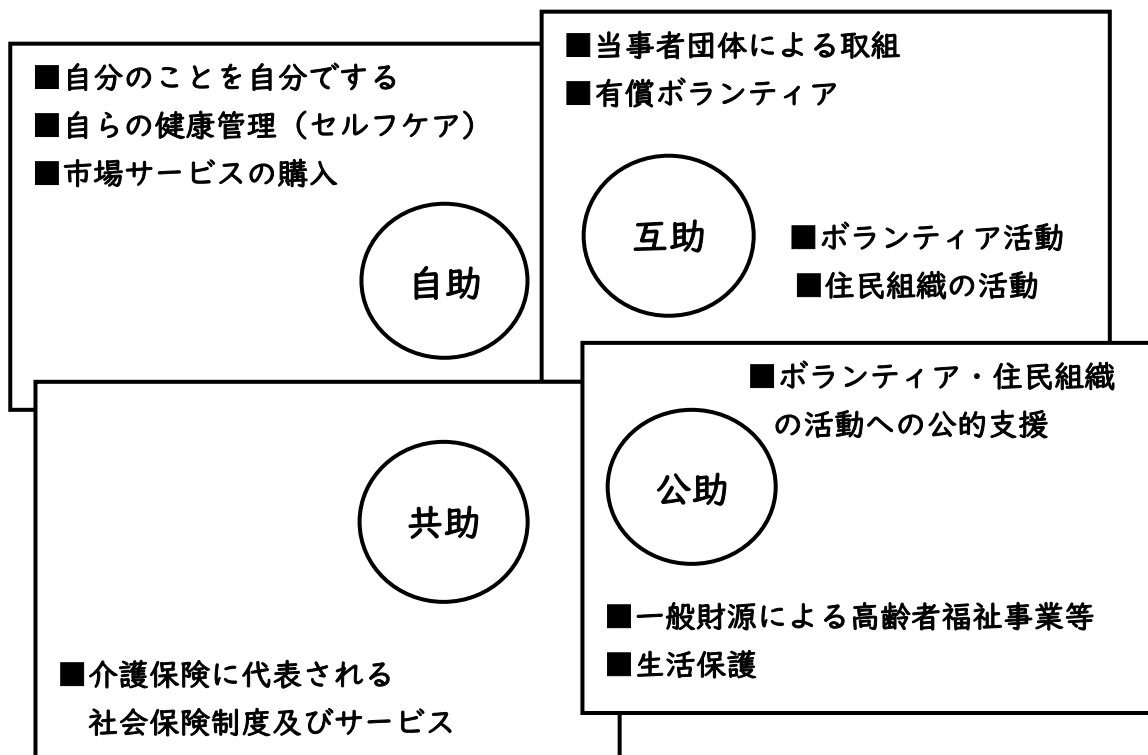 ■自分のことを自分でする
■自らの健康管理（セルフケア）
■市場サービスの購入
自助
■当事者団体による取組
■有償ボランティア
互助
■ボランティア活動
■住民組織の活動
共助
■介護保険に代表される
社会保険制度及びサービス
■ボランティア・住民組織
の活動への公的支援
公助
■一般財源による高齢者福祉事業等
■生活保護